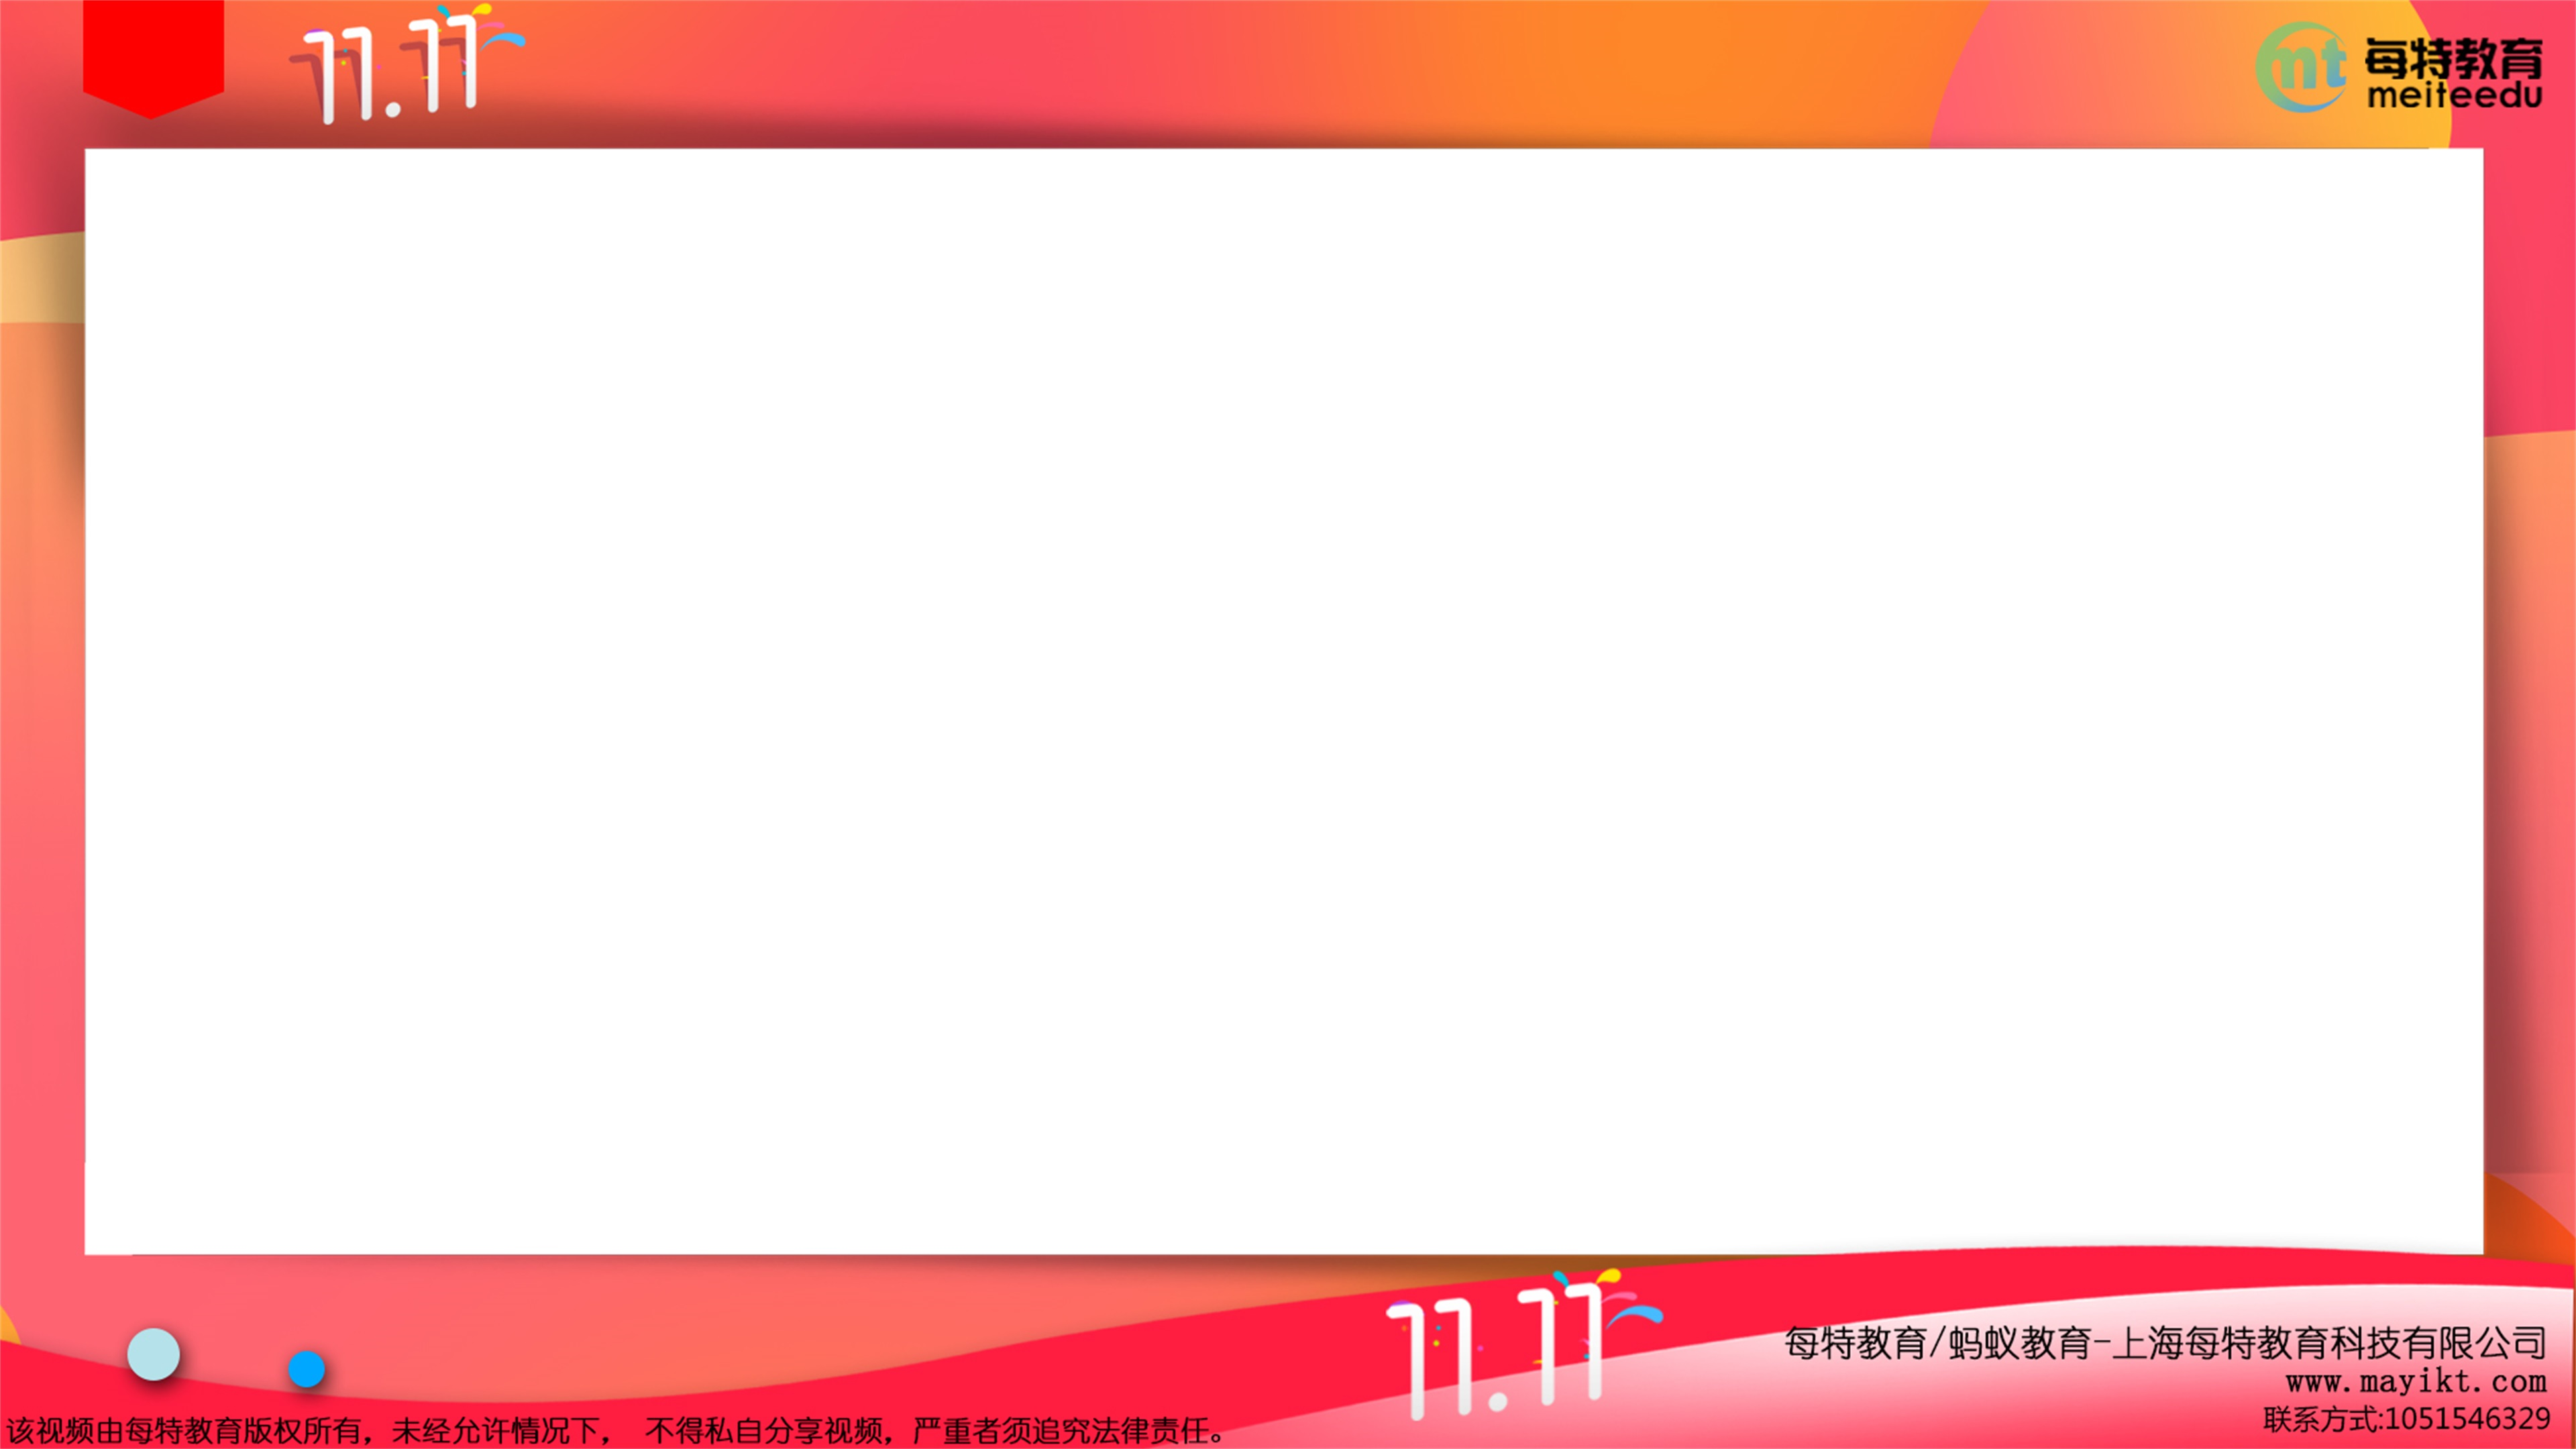 11.11
mt
每特教育
meiteedu
11.11
每特教育/蚂蚁教育-上海每特教育科技有限公司
www.mayikt.com
联系方式:1051546329
该视频由每特教育版权所有，未经允许情况下， 不得私自分享视频，严重者须追究法律责任。